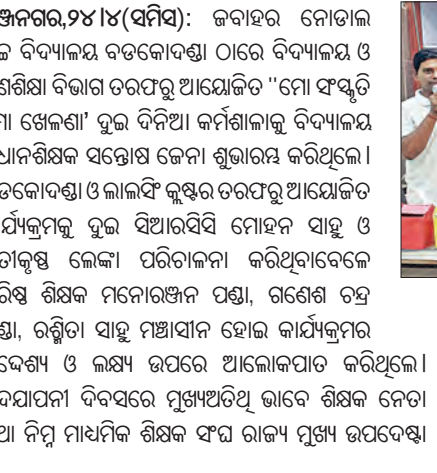 ଞ୍ଜନଗର,୨୪।୪(ସମିସ): ଜବାହର ନୋଡାଲ
ବିଦ୍ୟାଳୟ ବଡକୋଦଣ୍ଡା ଠାରେ ବିଦ୍ୟାଳୟ ଓ
ଣଶିକ୍ଷା ବିଭାଗ ତରଫରୁ ଆୟୋଜିତ ''ମୋ ସଂସ୍କୃତି
ମା ଖେଳଣା' ଦୁଇ ଦିନିଆ କର୍ମଶାଳାକୁ ବିଦ୍ୟାଳୟ
ଧାନଶିକ୍ଷକ ସନ୍ତୋଷ ଜେନା ଶୁଭାରମ୍ଭ କରିଥିଲେ।
ଡକୋଦଣ୍ଡା ଓ ଲାଲସିଂ କ୍ଲଷ୍ଟର ତରଫରୁ ଆୟୋଜିତ
ର୍ଯ୍ୟକ୍ରମକୁ ଦୁଇ ସିଆରସିସି ମୋହନ ସାହୁ ଓ
ତୀକୃଷ୍ଣ ଲେଙ୍କା ପରିଚାଳନା କରିଥିବାବେଳେ
ରିଷ୍ଠ ଶିକ୍ଷକ ମନୋରଞ୍ଜନ ପଣ୍ଡା, ଗଣେଶ ଚନ୍ଦ୍ର
ଣ୍ଡା, ରଶ୍ମିତା ସାହୁ ମଞ୍ଚାସୀନ ହୋଇ କାର୍ଯ୍ୟକ୍ରମର
ଦ୍ଦେଶ୍ୟ ଓ ଲକ୍ଷ୍ୟ ଉପରେ ଆଲୋକପାତ କରିଥିଲେ।
ଦଯାପନୀ ଦିବସରେ ମୁଖ୍ୟଅତିଥି ଭାବେ ଶିକ୍ଷକ ନେତା
ଥା ନିମ୍ନ ମାଧ୍ୟମିକ ଶିକ୍ଷକ ସଂଘ ରାଜ୍ୟ ମୁଖ୍ୟ ଉପଦେଷ୍ଟା